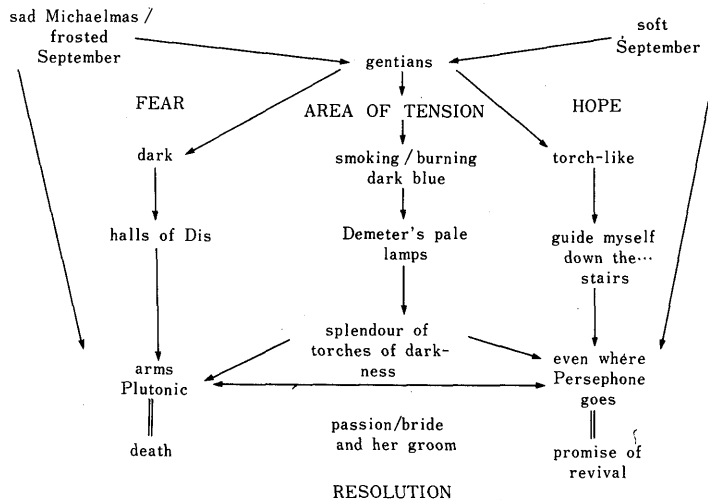 sad Michaelmas /
frosted
September
soft
September
gentians
FEAR
AREA OF TENSION
HOPE
dark
smoking / burning
dark blue
torch-like
halls of Dis
Demeter's pale
lamps
guide myself
down the…
stairs
splendour of
torches of dark-
ness
arms
Plutonic
even where
Persephone
goes
passion/bride
and her groom
death
promise of
revival
RESOLUTION